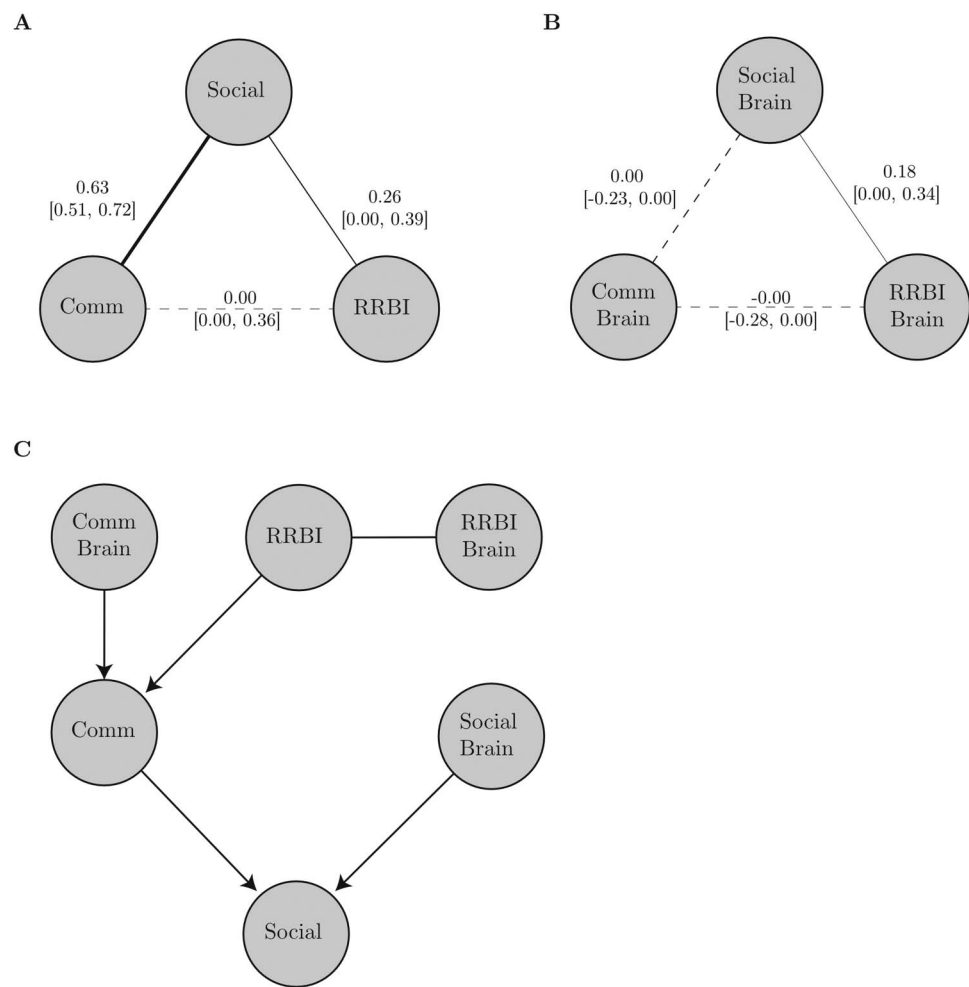 A
Social
0.63
[0.51, 0.72]
0.26
[0.00, 0.39]
Comm
0.00
[0.00, 0.36]
RRBI
B
Social
Brain
0.00
[-0.23, 0.00]
0.18
[0.00, 0.34]
Comm
Brain
-0.00
[-0.28, 0.00]
RRBI
Brain
C
Comm
Brain
RRBI
RRBI
Brain
Comm
Social
Brain
Social